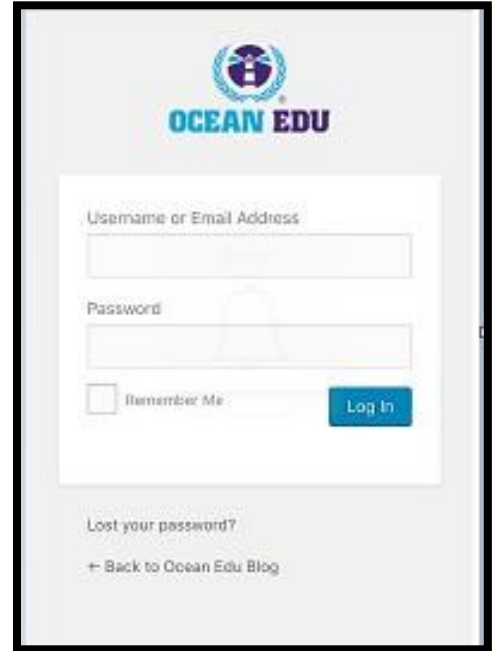 OCEAN EDU
Username or Email Address
Password
Remember Me
Log In
Lost your password?
← Back to Ocean Edu Blog